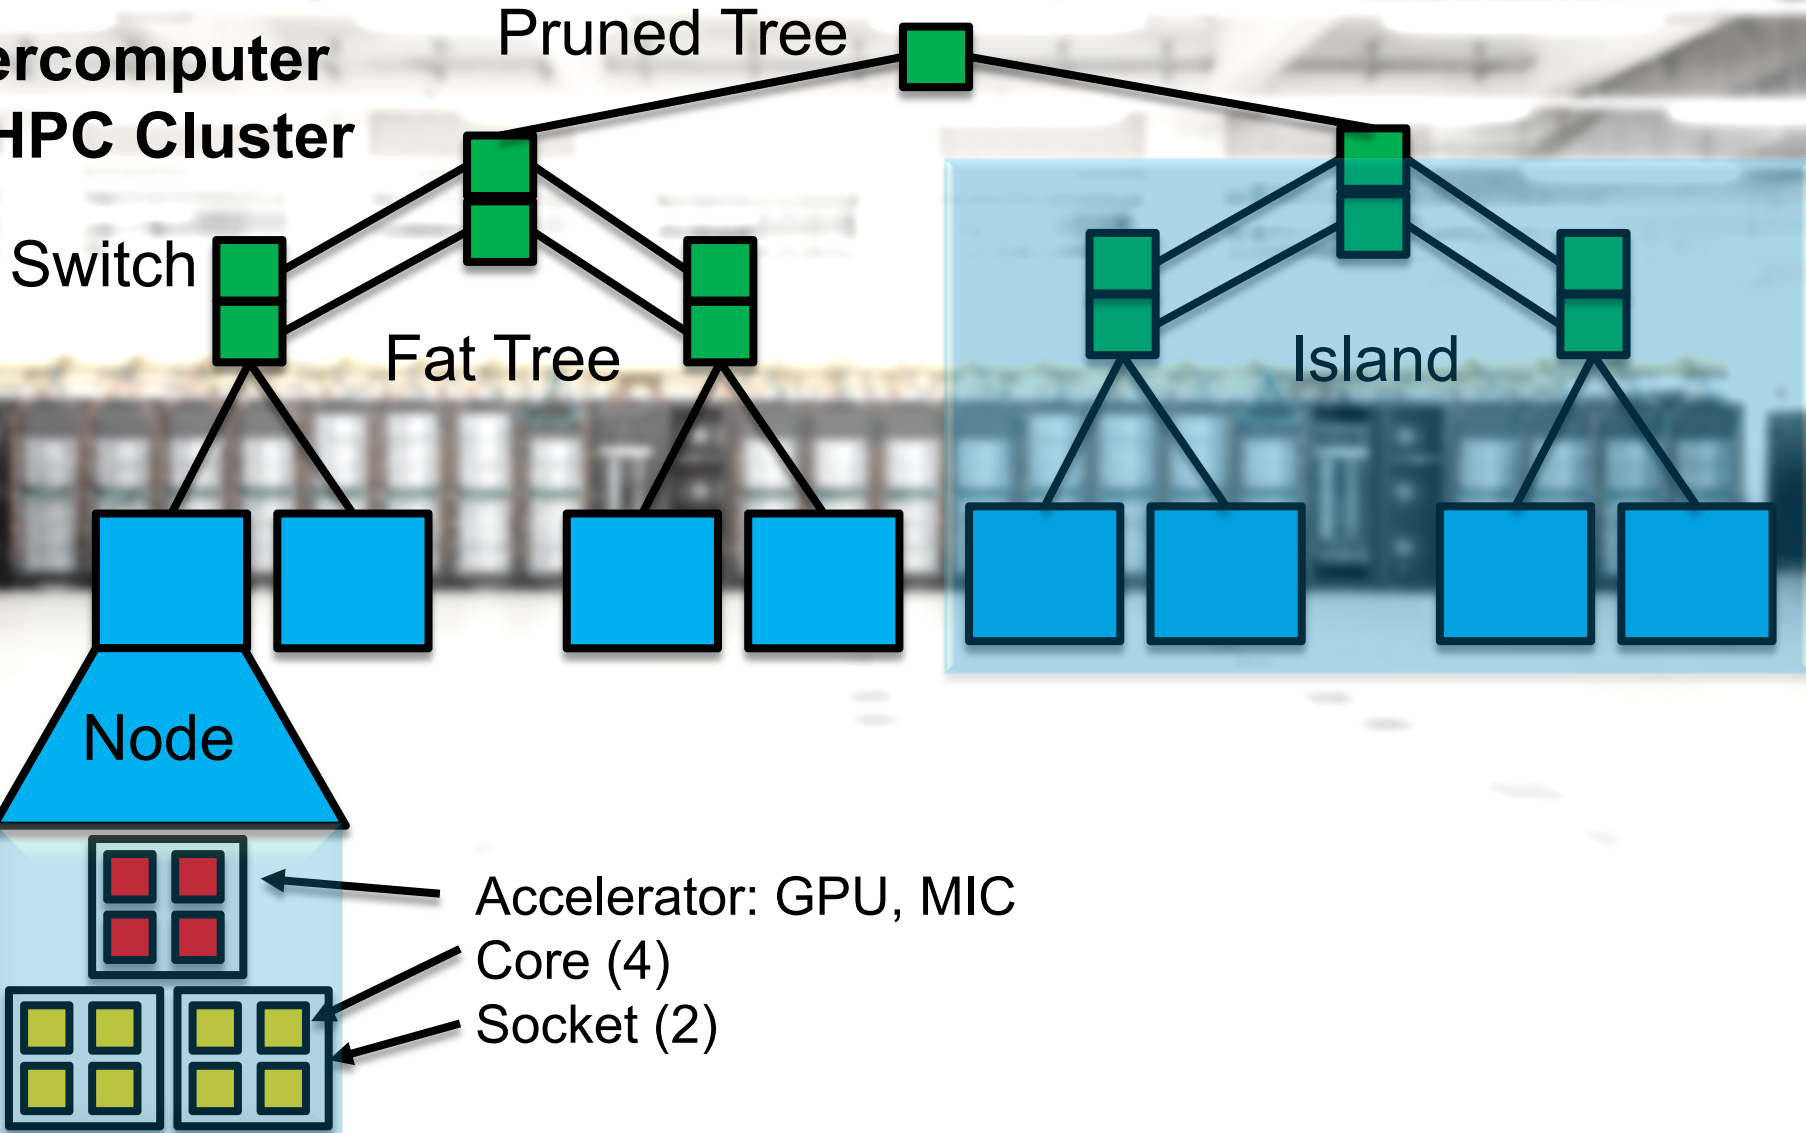 Pruned Tree
ercomputer
HPC Cluster
Switch
Fat Tree
Island
Node
Accelerator: GPU, MIC
Core (4)
Socket (2)